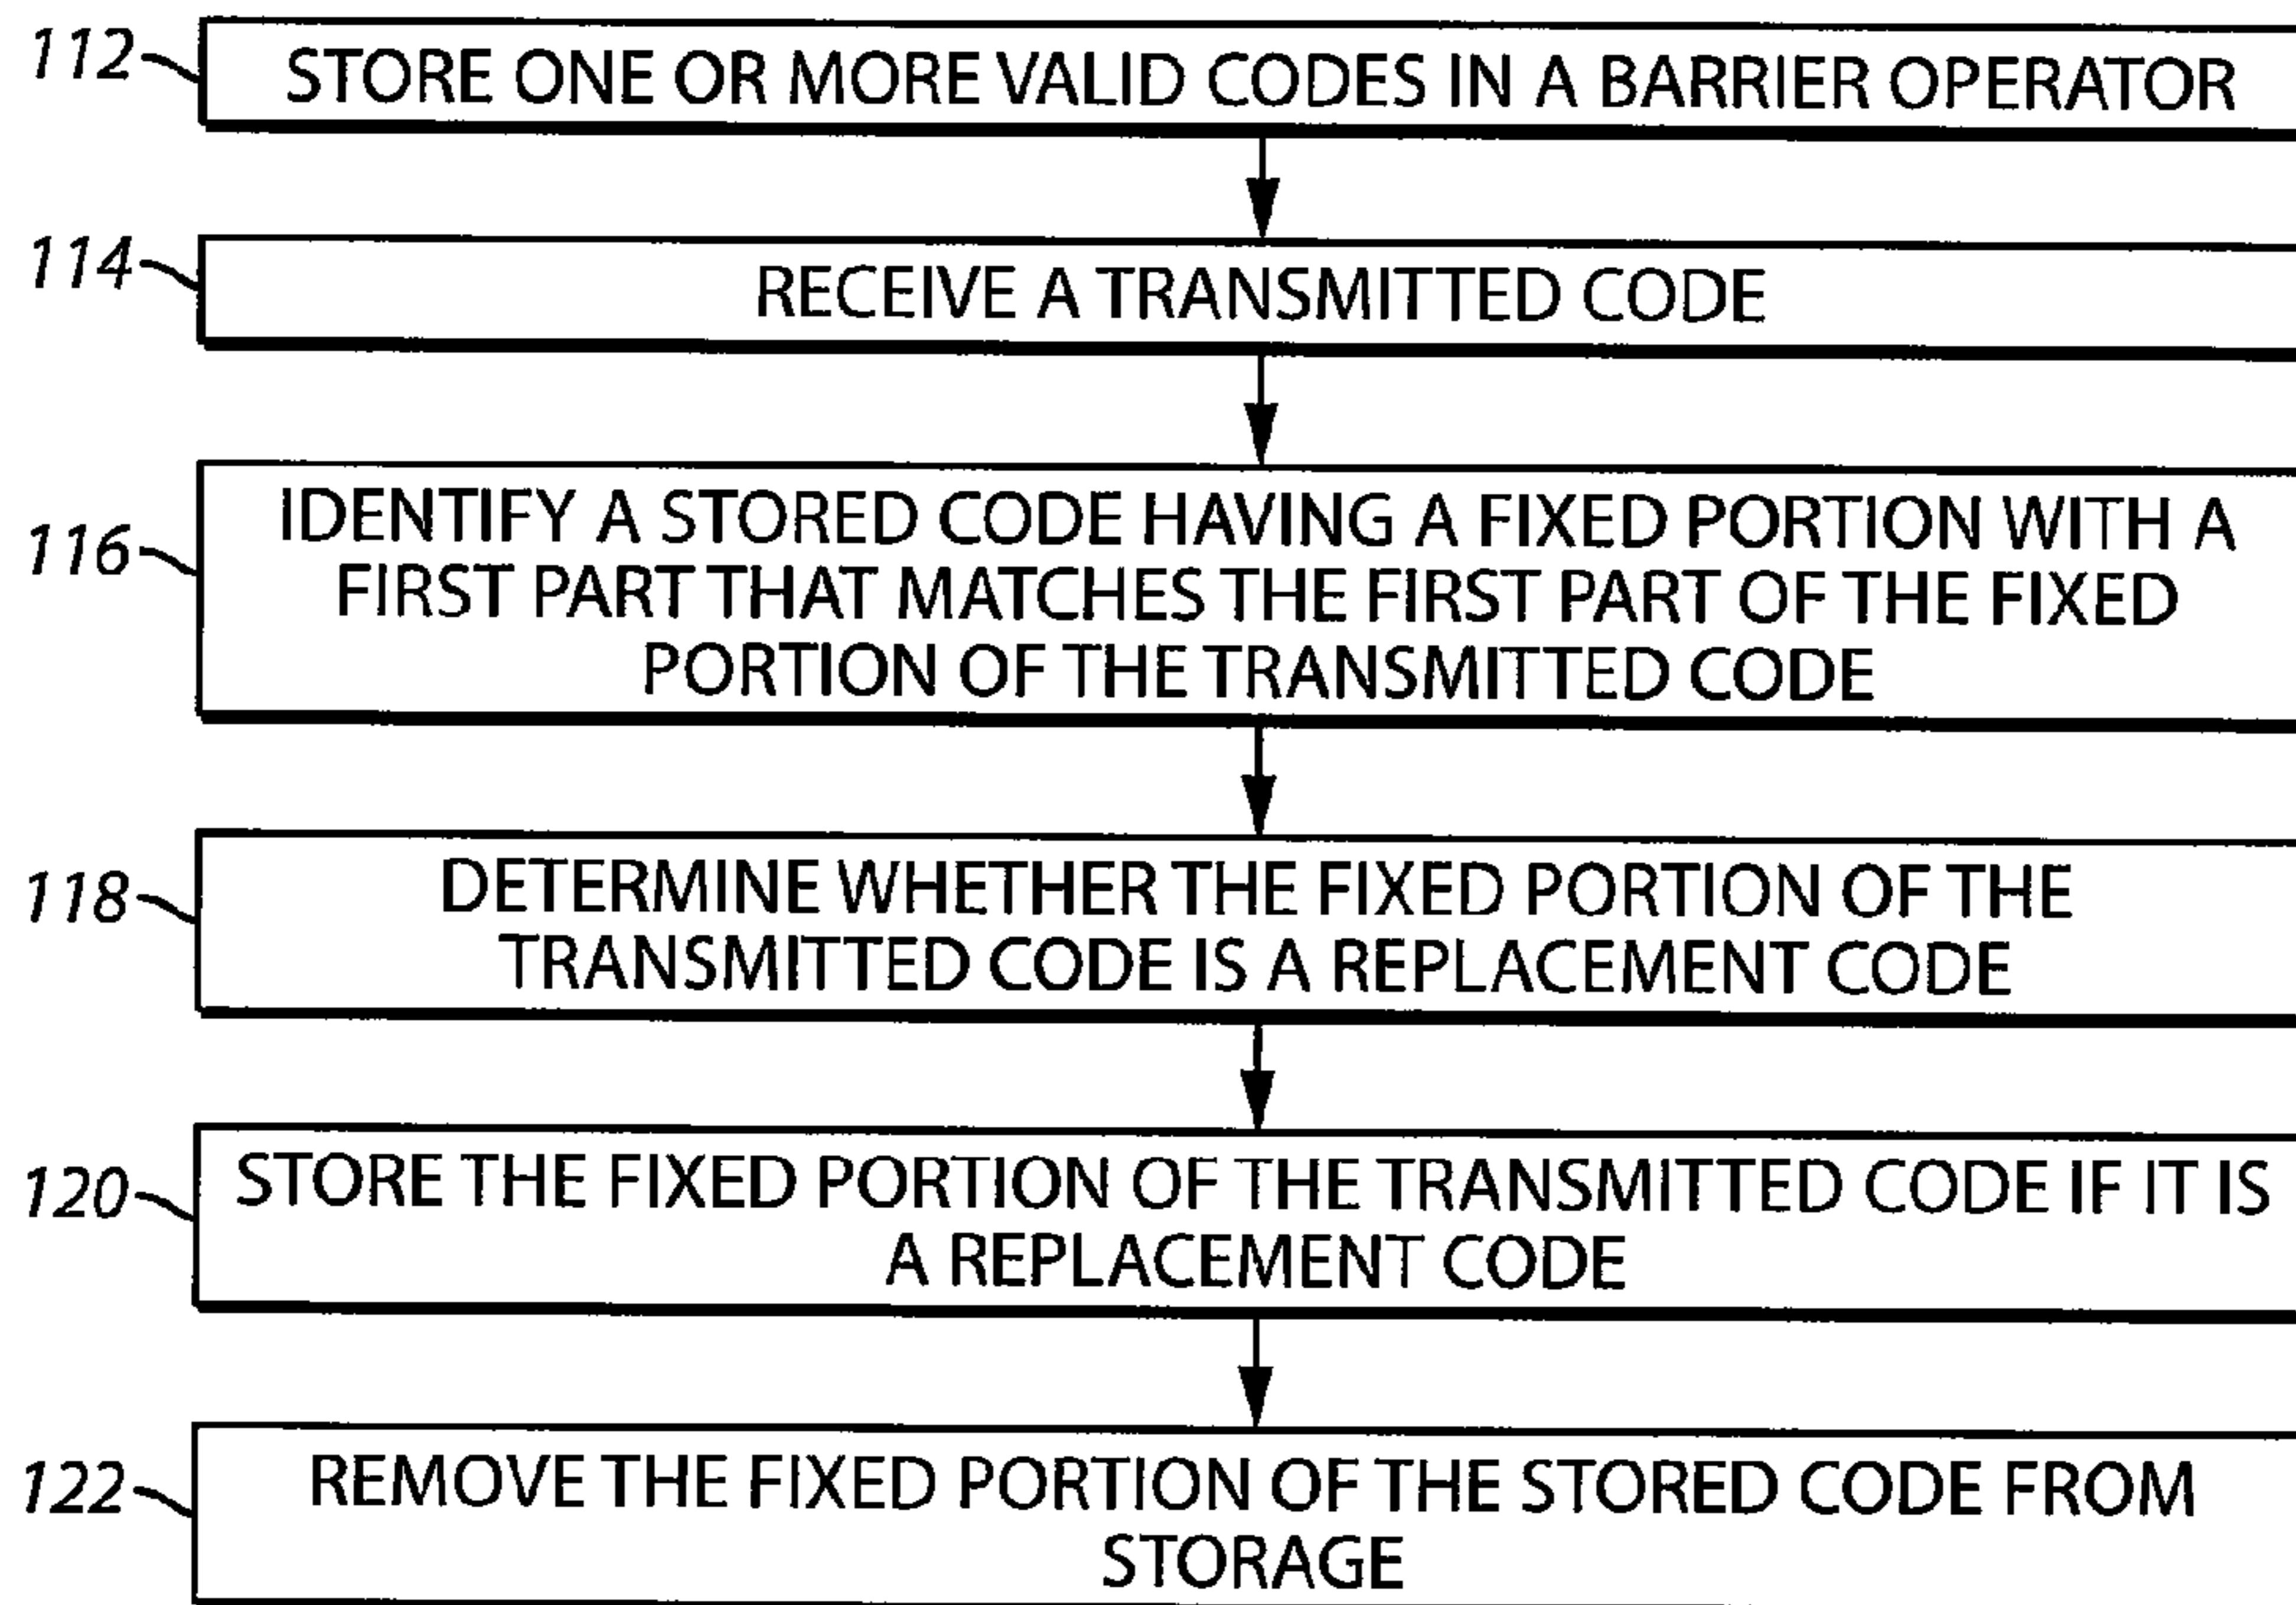 112
STORE ONE OR MORE VALID CODES IN A BARRIER OPERATOR
114
RECEIVE A TRANSMITTED CODE
116
IDENTIFY A STORED CODE HAVING A FIXED PORTION WITH A
FIRST PART THAT MATCHES THE FIRST PART OF THE FIXED
PORTION OF THE TRANSMITTED CODE
118
DETERMINE WHETHER THE FIXED PORTION OF THE
TRANSMITTED CODE IS A REPLACEMENT CODE
120
STORE THE FIXED PORTION OF THE TRANSMITTED CODE IF IT IS
A REPLACEMENT CODE
122
REMOVE THE FIXED PORTION OF THE STORED CODE FROM
STORAGE